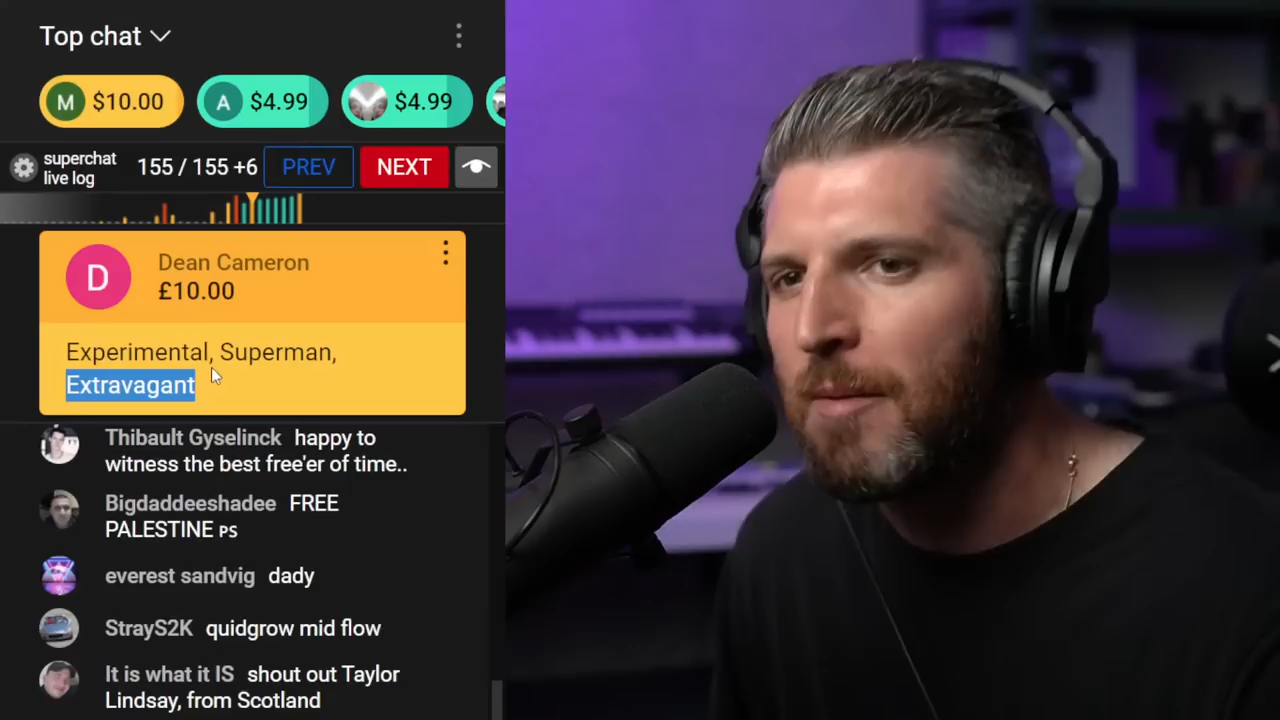 Top chat
M $10.00 A $4.99 $4.99
superchat
live log
155 / 155 +6 PREV NEXT
D
Dean Cameron
£10.00
Experimental, Superman,
Extravagant
Thibault Gyselinck happy to
witness the best free'er of time..
Bigdaddeeshadee FREE
PALESTINE PS
everest sandvig dady
StrayS2K quidgrow mid flow
It is what it IS shout out Taylor
Lindsay, from Scotland